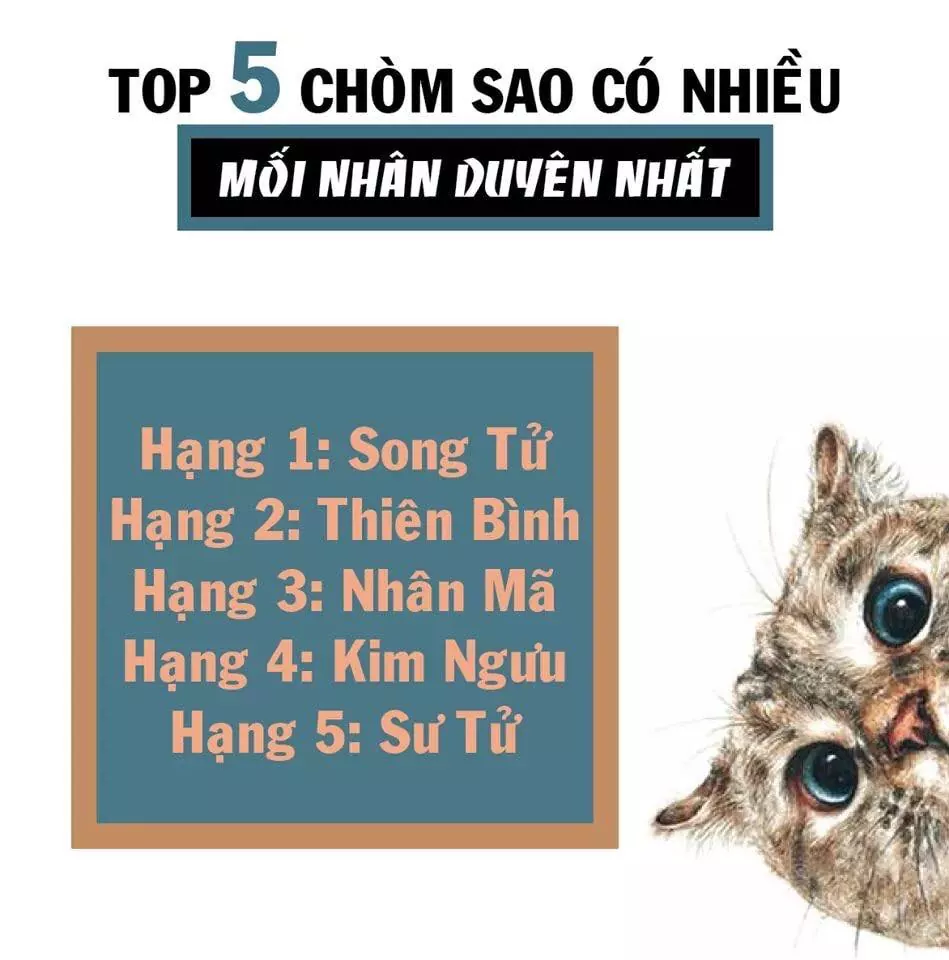 TOP 5 CHÒM SAO CÓ NHIỀU
MỐI NHÂN DUYÊN NHẤT
Hạng 1: Song Tử
Hạng 2: Thiên Bình
Hạng 3: Nhân Mã
Hạng 4: Kim Ngưu
Hạng 5: Sư Tử